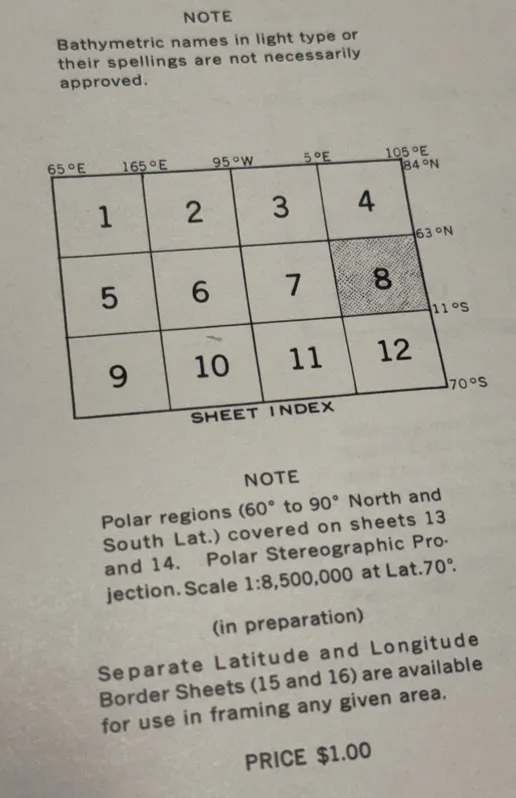 NOTE
Bathymetric names in light type or
their spellings are not necessarily
approved.
65°E 165°E 95°W 5°E 105°E
84°N
1 2 3 4
63°N
5 6 7 8
11°S
9 10 11 12
70°S
SHEET INDEX
NOTE
Polar regions (60° to 90° North and
South Lat.) covered on sheets 13
and 14. Polar Stereographic Pro-
jection. Scale 1:8,500,000 at Lat.70°.
(in preparation)
Separate Latitude and Longitude
Border Sheets (15 and 16) are available
for use in framing any given area.
PRICE $1.00